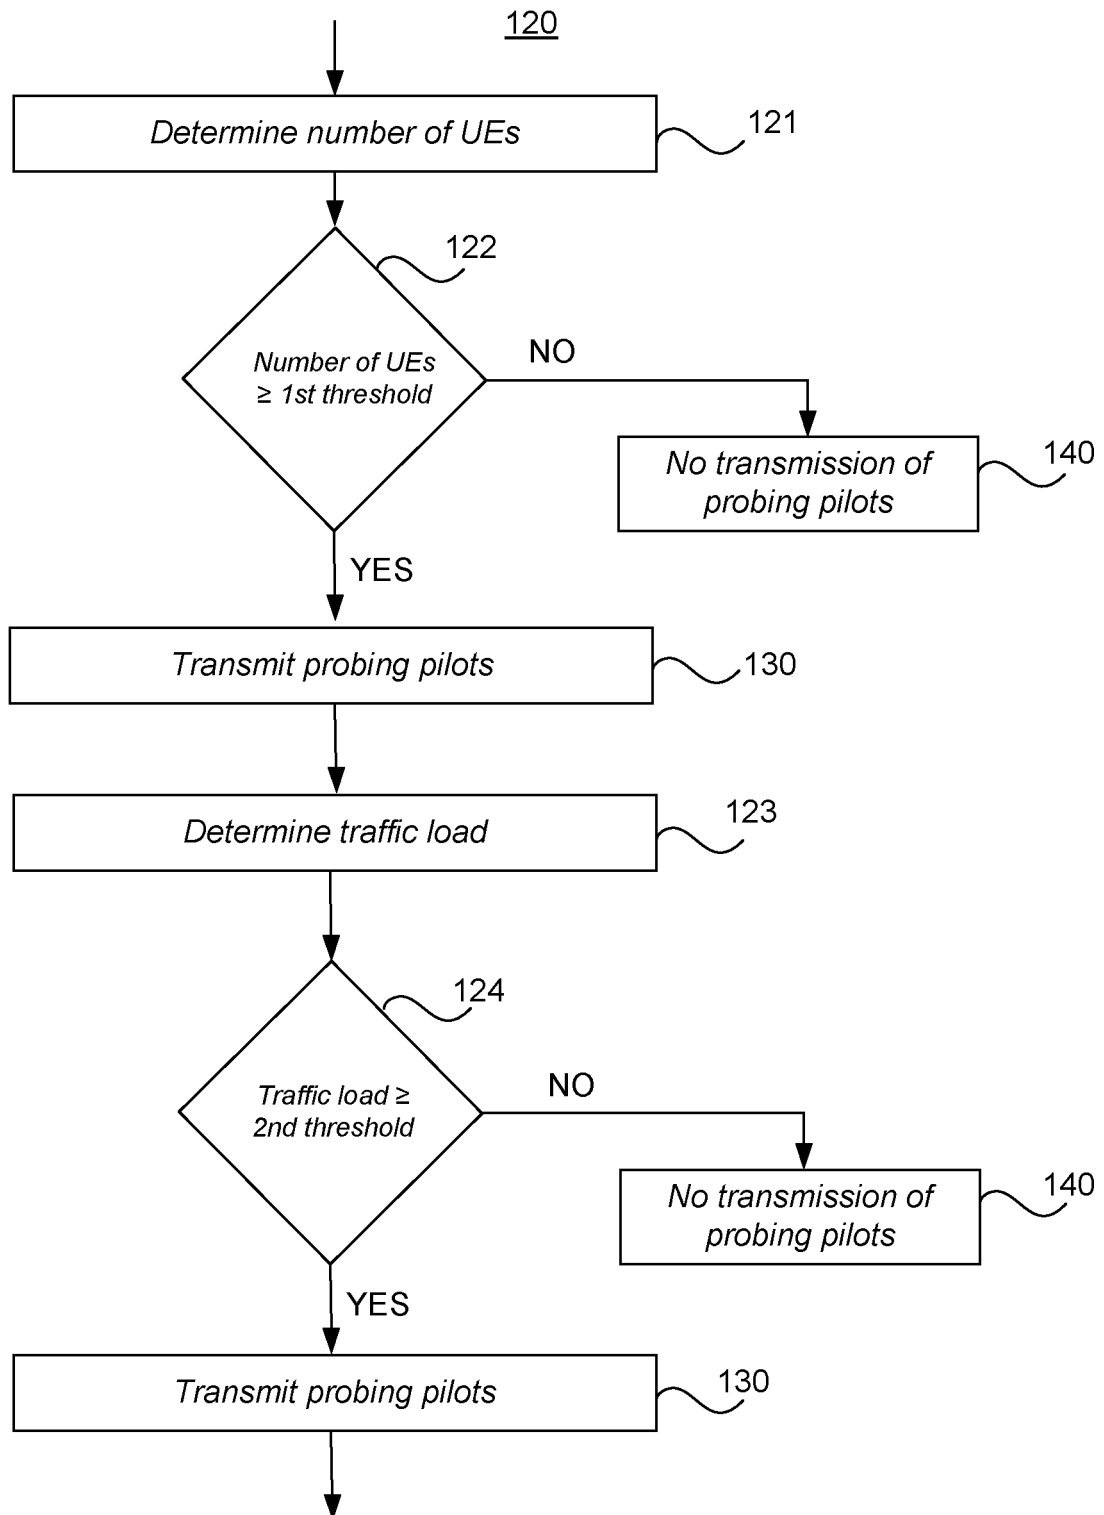 120
Determine number of UEs
121
122
Number of UEs
≥ 1st threshold
NO
No transmission of
probing pilots
140
YES
Transmit probing pilots
130
Determine traffic load
123
124
Traffic load ≥
2nd threshold
NO
No transmission of
probing pilots
140
YES
Transmit probing pilots
130